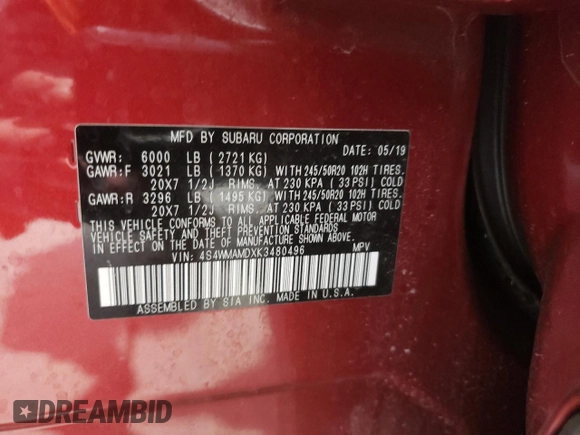 MFD BY SUBARU CORPORATION
GVWR: 6000 LB ( 2721 KG) DATE: 05/19
GAWR:F 3021 LB ( 1370 KG) WITH 245/50R20 102H TIRES.
20X7 1/2J RIMS, AT 230 KPA ( 33 PSI) COLD
GAWR:R 3296 LB ( 1495 KG) WITH 245/50R20 102H TIRES.
20X7 1/2J RIMS, AT 230 KPA ( 33 PSI) COLD
THIS VEHICLE CONFORMS TO ALL APPLICABLE FEDERAL MOTOR
VEHICLE SAFETY AND THEFT PREVENTION STANDARDS
IN EFFECT ON THE DATE OF MANUFACTURE SHOWN ABOVE.
VIN: 4S4WMAMDXK3480496 MPV
ASSEMBLED BY SIA INC. MADE IN U.S.A.
DREAMBID